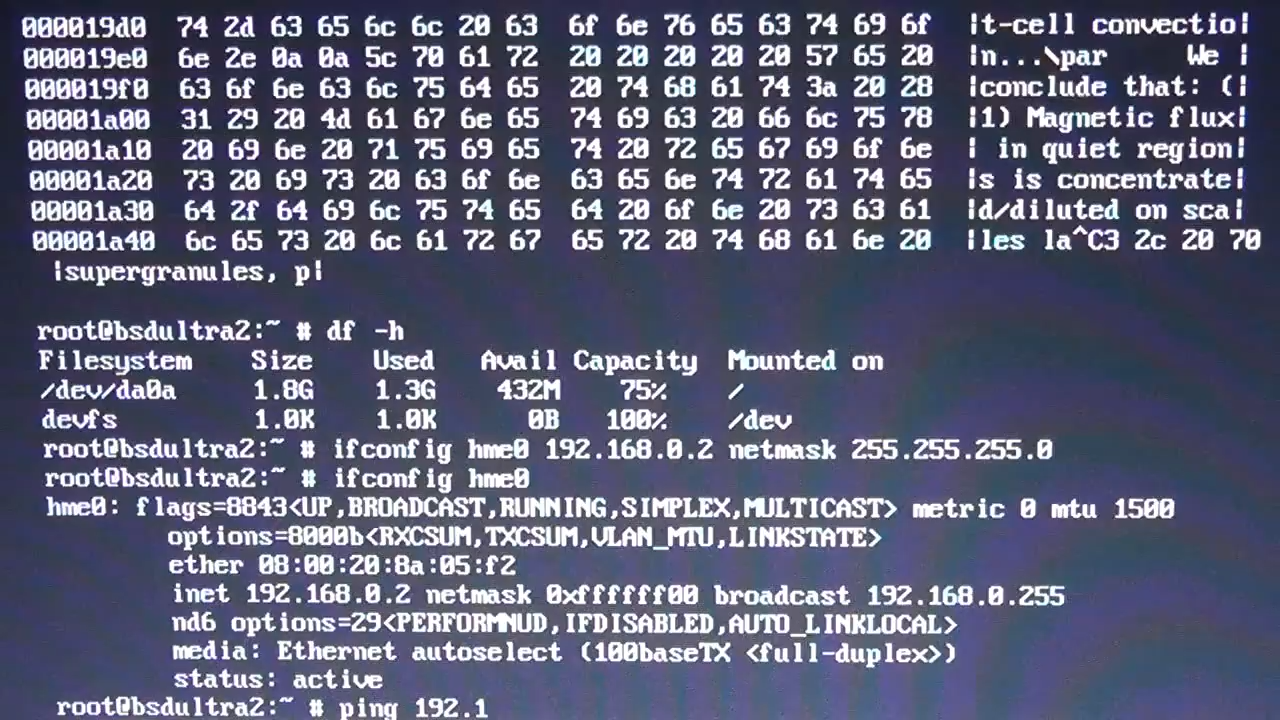 000019d0  74 2d 63 65 6c 6c 20 63  6f 6e 76 65 63 74 69 6f  |t-cell convectio|
000019e0  6e 2e 0a 0a 5c 70 61 72  20 20 20 20 20 57 65 20  |n...\par     We |
000019f0  63 6f 6e 63 6c 75 64 65  20 74 68 61 74 3a 20 28  |conclude that: (|
00001a00  31 29 20 4d 61 67 6e 65  74 69 63 20 66 6c 75 78  |1) Magnetic flux|
00001a10  20 69 6e 20 71 75 69 65  74 20 72 65 67 69 6f 6e  | in quiet region|
00001a20  73 20 69 73 20 63 6f 6e  63 65 6e 74 72 61 74 65  |s is concentrate|
00001a30  64 2f 64 69 6c 75 74 65  64 20 6f 6e 20 73 63 61  |d/diluted on sca|
00001a40  6c 65 73 20 6c 61 72 67  65 72 20 74 68 61 6e 20  |les la^C3 2c 20 70
|supergranules, p|
root@bsdultra2:~ # df -h
Filesystem    Size    Used   Avail Capacity  Mounted on
/dev/da0a     1.8G    1.3G    432M    75%    /
devfs         1.0K    1.0K      0B   100%    /dev
root@bsdultra2:~ # ifconfig hme0 192.168.0.2 netmask 255.255.255.0
root@bsdultra2:~ # ifconfig hme0
hme0: flags=8843<UP,BROADCAST,RUNNING,SIMPLEX,MULTICAST> metric 0 mtu 1500
options=8000b<RXCSUM,TXCSUM,VLAN_MTU,LINKSTATE>
ether 08:00:20:8a:05:f2
inet 192.168.0.2 netmask 0xffffff00 broadcast 192.168.0.255
nd6 options=29<PERFORMNUD,IFDISABLED,AUTO_LINKLOCAL>
media: Ethernet autoselect (100baseTX <full-duplex>)
status: active
root@bsdultra2:~ # ping 192.1